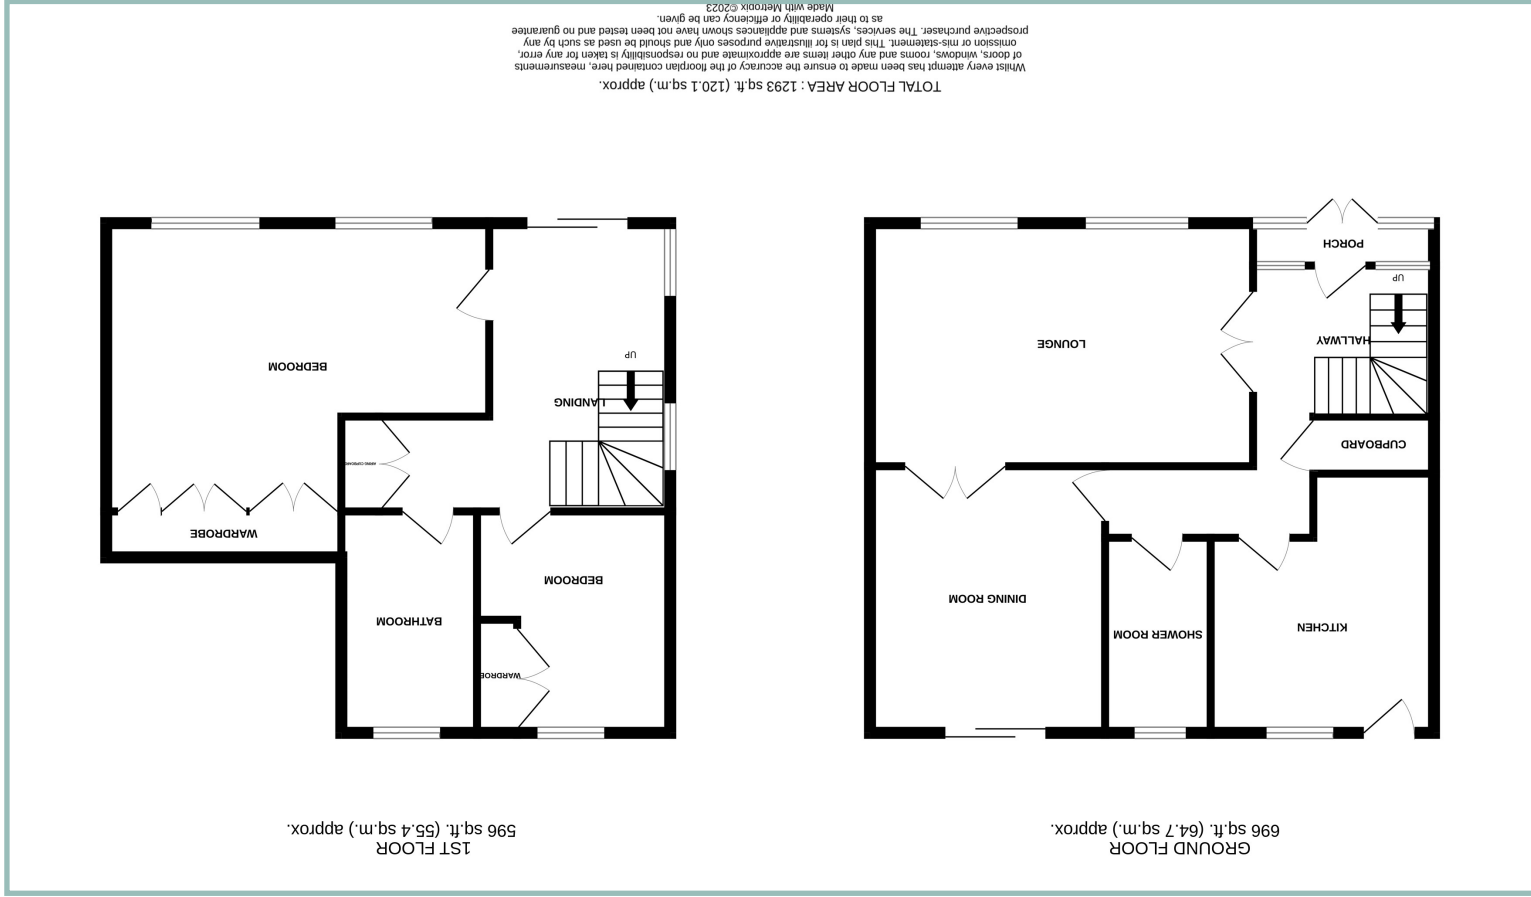 GROUND FLOOR
696 sq.ft. (64.7 sq.m.) approx.
1ST FLOOR
596 sq.ft. (55.4 sq.m.) approx.
KITCHEN
SHOWER ROOM
DINING ROOM
CUPBOARD
HALLWAY
UP
LOUNGE
PORCH
WARDROBE
BATHROOM
BEDROOM
WARDROBE
AIRING CUPBOARD
LANDING
UP
BEDROOM
TOTAL FLOOR AREA : 1293 sq.ft. (120.1 sq.m.) approx.
Whilst every attempt has been made to ensure the accuracy of the floorplan contained here, measurements
of doors, windows, rooms and any other items are approximate and no responsibility is taken for any error,
omission or mis-statement. This plan is for illustrative purposes only and should be used as such by any
prospective purchaser. The services, systems and appliances shown have not been tested and no guarantee
as to their operability or efficiency can be given.
Made with Metropix ©2023